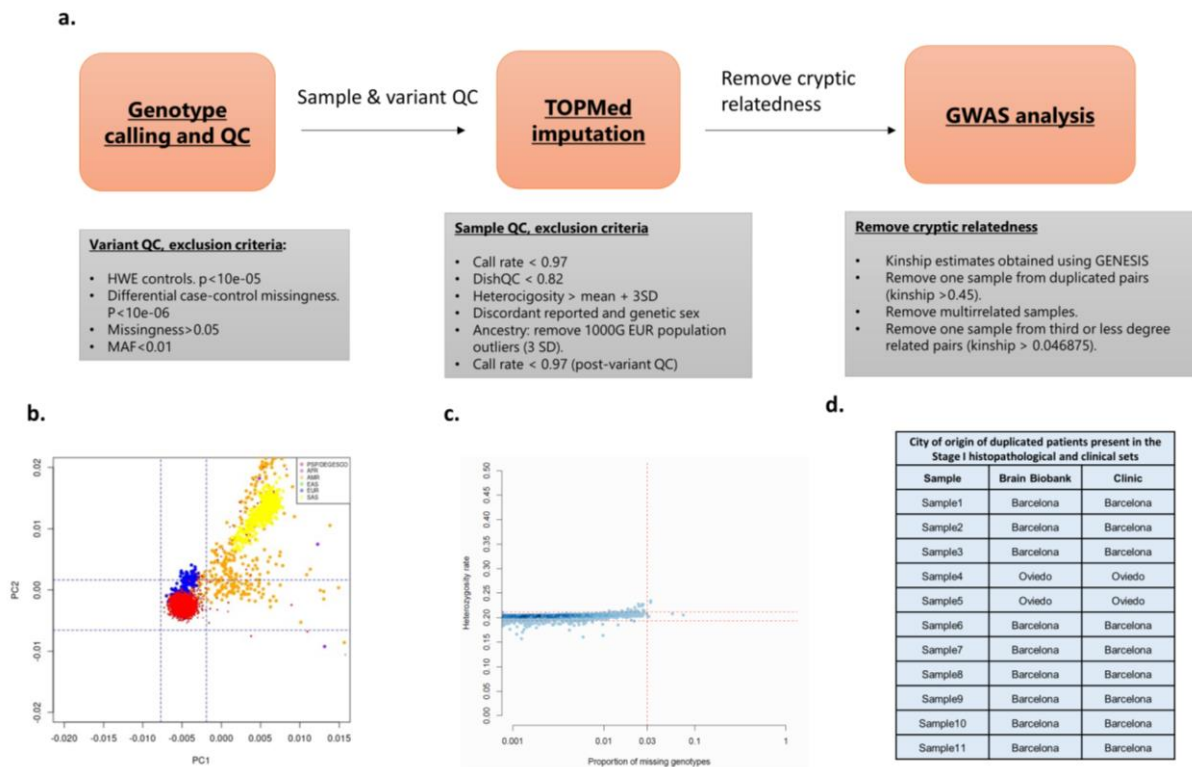 a.
Genotype
calling and QC
Sample & variant QC
TOPMed
imputation
Remove cryptic
relatedness
GWAS analysis
Variant QC, exclusion criteria:
• HWE controls. p<10e-05
• Differential case-control missingness.
P<10e-06
• Missingness>0.05
• MAF<0.01
Sample QC, exclusion criteria
• Call rate < 0.97
• DishQC < 0.82
• Heterocigosity > mean + 3SD
• Discordant reported and genetic sex
• Ancestry: remove 1000G EUR population
outliers (3 SD).
• Call rate < 0.97 (post-variant QC)
Remove cryptic relatedness
• Kinship estimates obtained using GENESIS
• Remove one sample from duplicated pairs
(kinship >0.45).
• Remove multirrelated samples.
• Remove one sample from third or less degree
related pairs (kinship > 0.046875).
b.
PC2
0.02
0.01
0.00
-0.01
-0.02
-0.020
-0.015
-0.010
-0.005
0.000
0.005
0.010
0.015
PC1
PSP/DEGESCO
AFR
AMR
EAS
EUR
SAS
c.
Heterozygosity rate
0.50
0.45
0.40
0.35
0.30
0.25
0.20
0.15
0.10
0.05
0.00
0.001
0.01
0.03
0.1
1
Proportion of missing genotypes
d.
City of origin of duplicated patients present in the
Stage I histopathological and clinical sets
Sample Brain Biobank Clinic
Sample1 Barcelona Barcelona
Sample2 Barcelona Barcelona
Sample3 Barcelona Barcelona
Sample4 Oviedo Oviedo
Sample5 Oviedo Oviedo
Sample6 Barcelona Barcelona
Sample7 Barcelona Barcelona
Sample8 Barcelona Barcelona
Sample9 Barcelona Barcelona
Sample10 Barcelona Barcelona
Sample11 Barcelona Barcelona